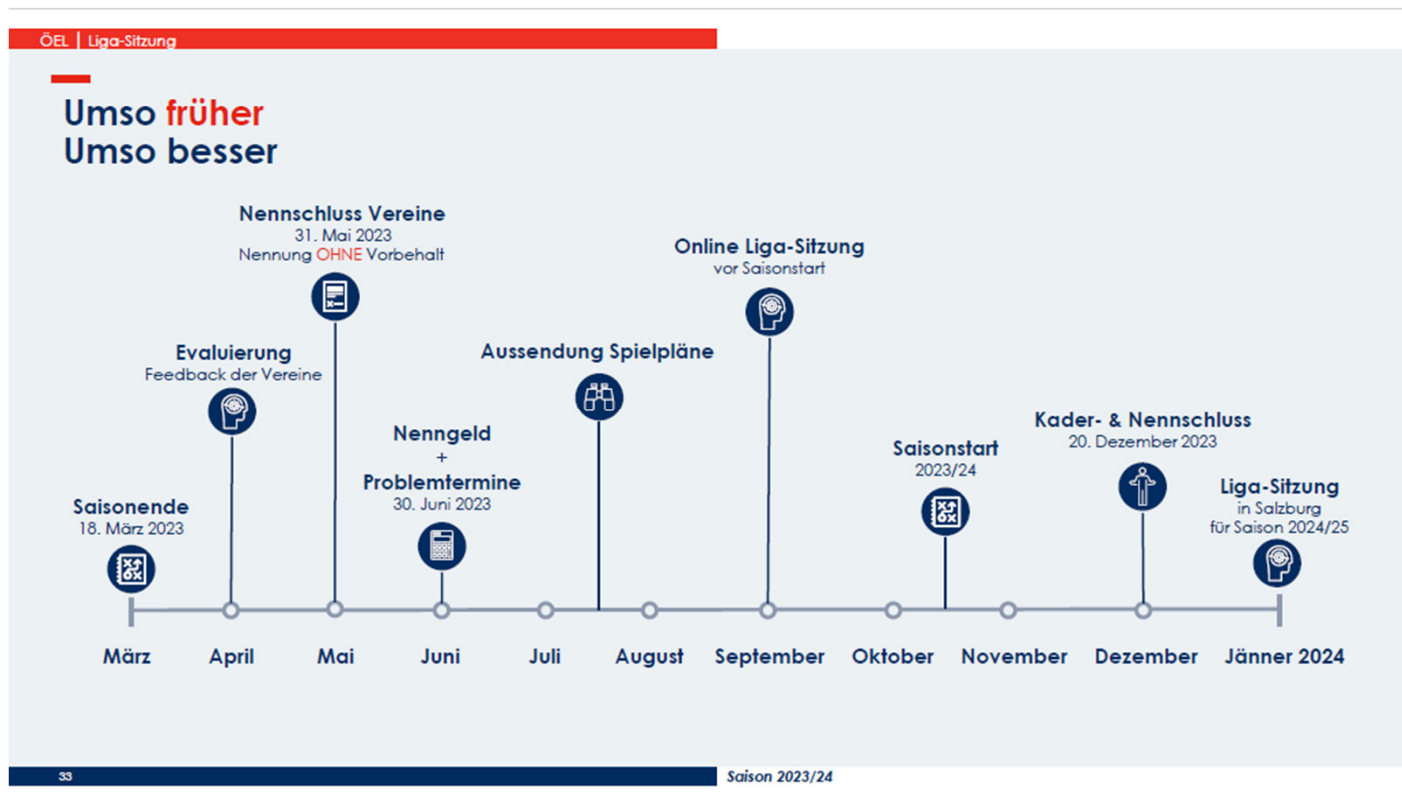 ÖEL | Liga-Sitzung
Umso früher
Umso besser
Nennschluss Vereine
31. Mai 2023
Nennung OHNE Vorbehalt
Online Liga-Sitzung
vor Saisonstart
Evaluierung
Feedback der Vereine
Aussendung Spielpläne
Nenngeld
+
Problemtermine
30. Juni 2023
Kader- & Nennschluss
20. Dezember 2023
Saisonstart
2023/24
Saisonende
18. März 2023
Liga-Sitzung
in Salzburg
für Saison 2024/25
März April Mai Juni Juli August September Oktober November Dezember Jänner 2024
33
Saison 2023/24